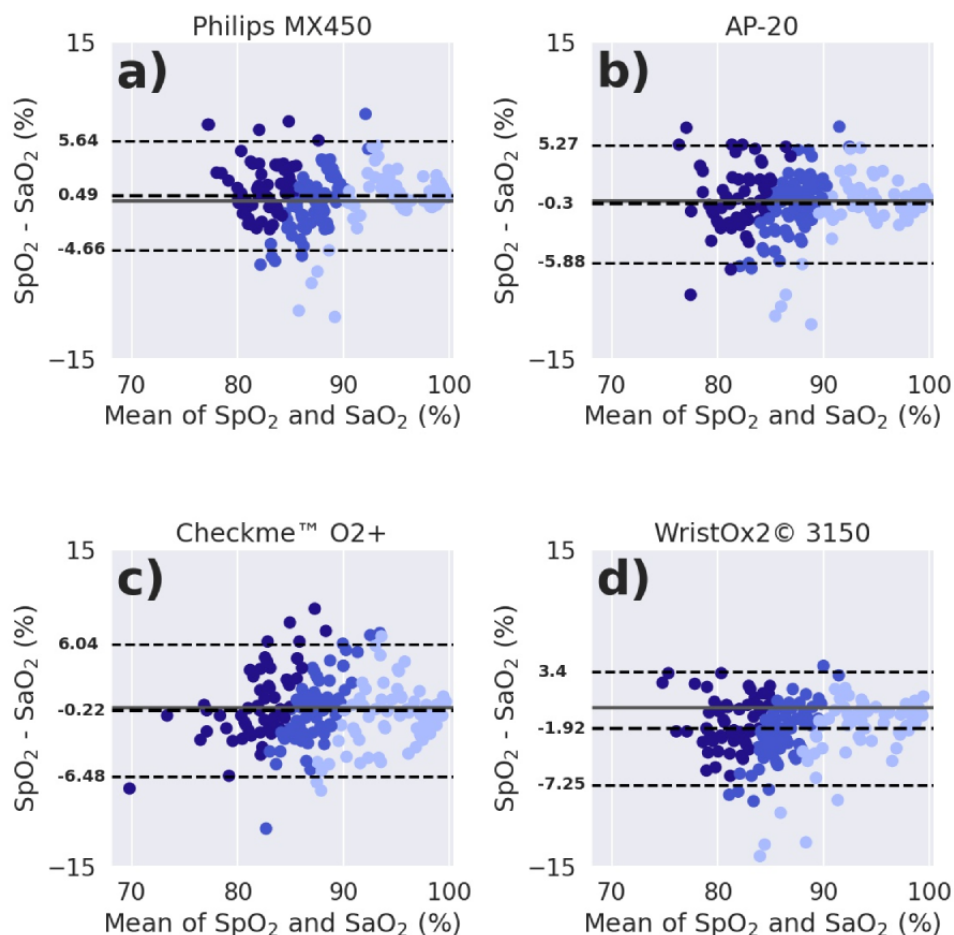 Philips MX450
a)
15
5.64
0.49
-4.66
−15
SpO₂ - SaO₂ (%)
70 80 90 100
Mean of SpO₂ and SaO₂ (%)
AP-20
b)
15
5.27
-0.3
-5.88
−15
SpO₂ - SaO₂ (%)
70 80 90 100
Mean of SpO₂ and SaO₂ (%)
Checkme™ O2+
c)
15
6.04
-0.22
-6.48
−15
SpO₂ - SaO₂ (%)
70 80 90 100
Mean of SpO₂ and SaO₂ (%)
WristOx2© 3150
d)
15
3.4
-1.92
-7.25
−15
SpO₂ - SaO₂ (%)
70 80 90 100
Mean of SpO₂ and SaO₂ (%)